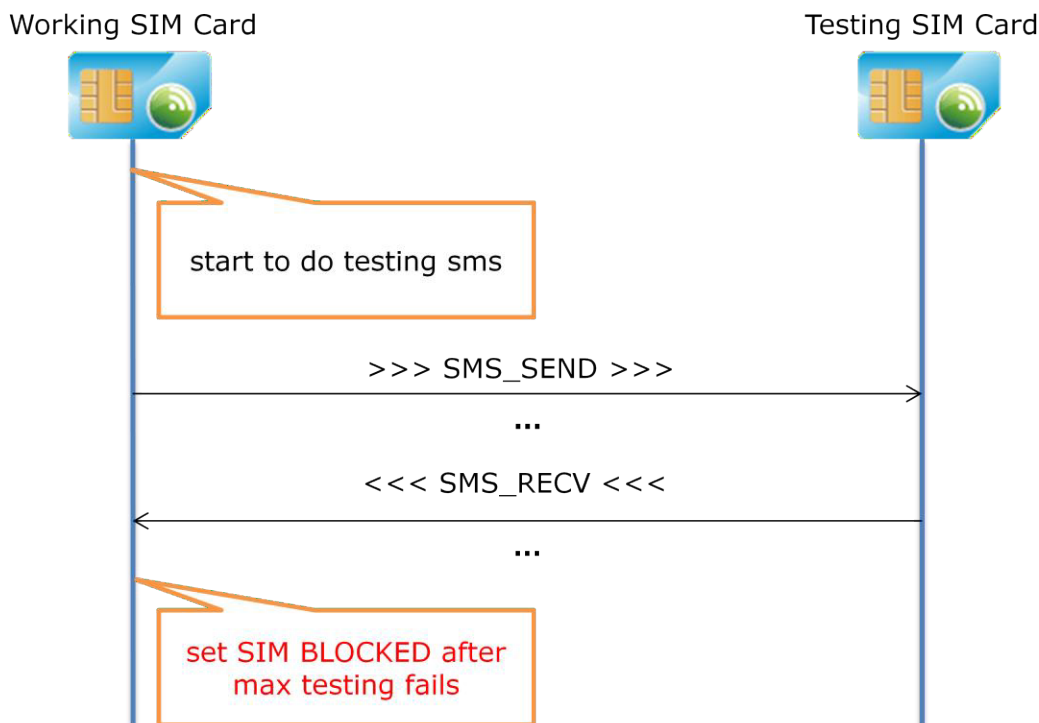 Working SIM Card
Testing SIM Card
start to do testing sms
>>> SMS_SEND >>>
...
<<< SMS_RECV <<<
...
set SIM BLOCKED after
max testing fails